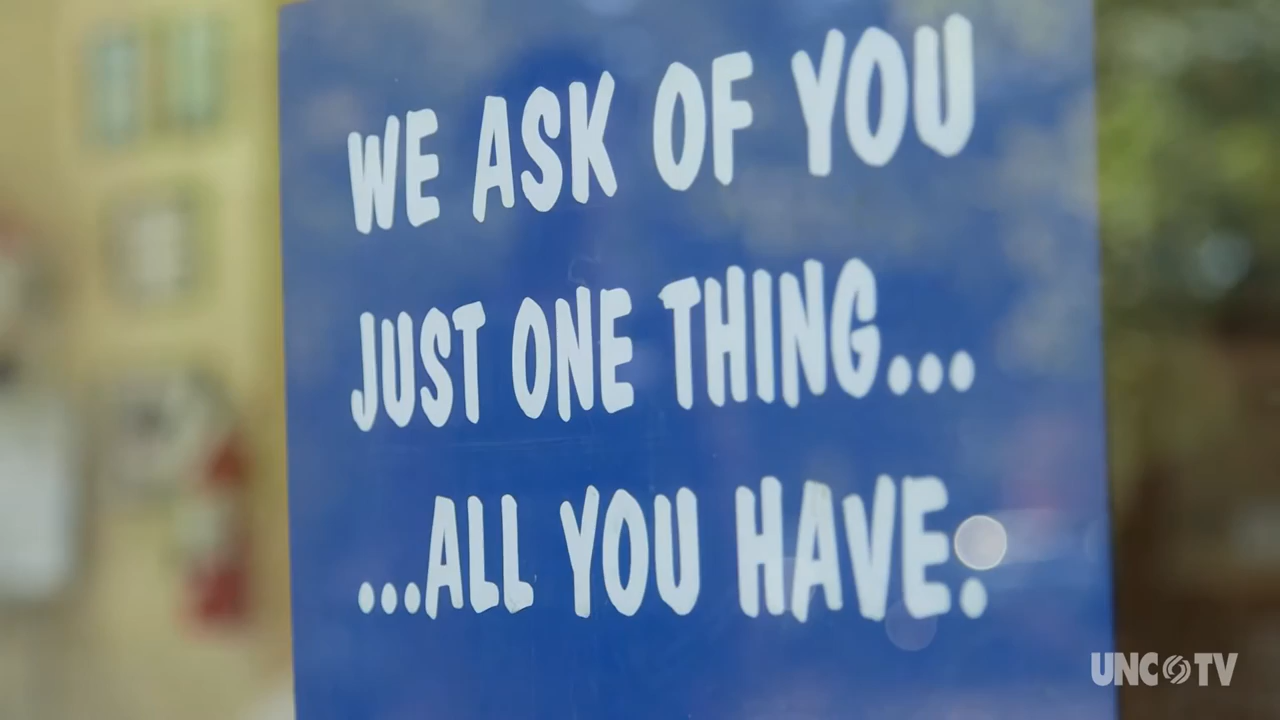 WE ASK OF YOU
JUST ONE THING...
...ALL YOU HAVE.
UNC TV